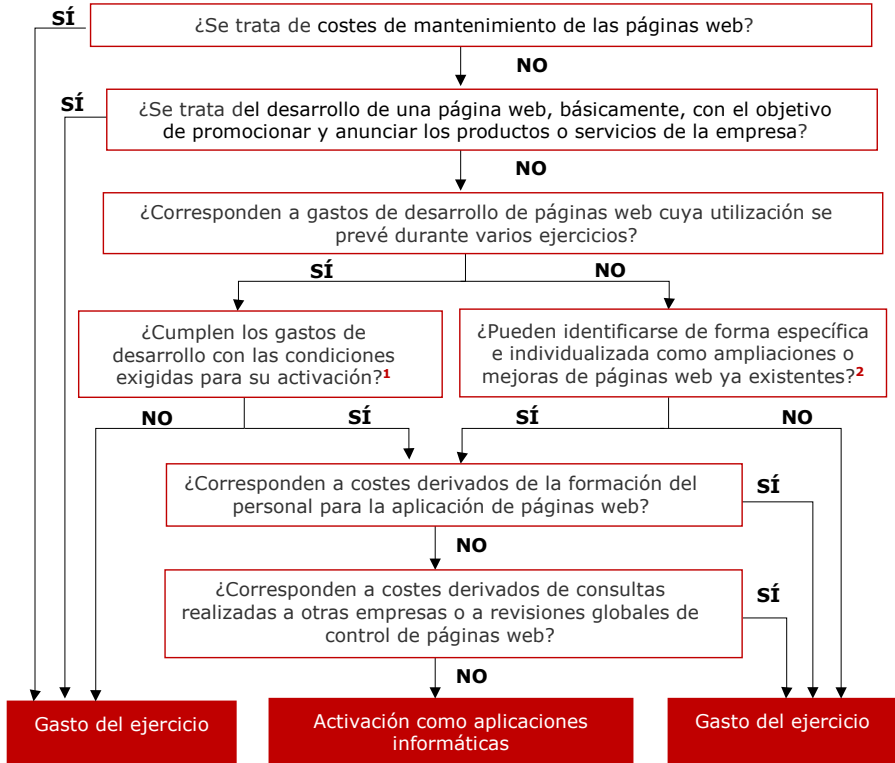 SÍ
¿Se trata de costes de mantenimiento de las páginas web?
NO
SÍ
¿Se trata del desarrollo de una página web, básicamente, con el objetivo
de promocionar y anunciar los productos o servicios de la empresa?
NO
¿Corresponden a gastos de desarrollo de páginas web cuya utilización se
prevé durante varios ejercicios?
SÍ
NO
¿Cumplen los gastos de
desarrollo con las condiciones
exigidas para su activación?¹
¿Pueden identificarse de forma específica
e individualizada como ampliaciones o
mejoras de páginas web ya existentes?²
NO
SÍ
SÍ
NO
¿Corresponden a costes derivados de la formación del
personal para la aplicación de páginas web?
SÍ
NO
¿Corresponden a costes derivados de consultas
realizadas a otras empresas o a revisiones globales de
control de páginas web?
SÍ
NO
Gasto del ejercicio
Activación como aplicaciones
informáticas
Gasto del ejercicio